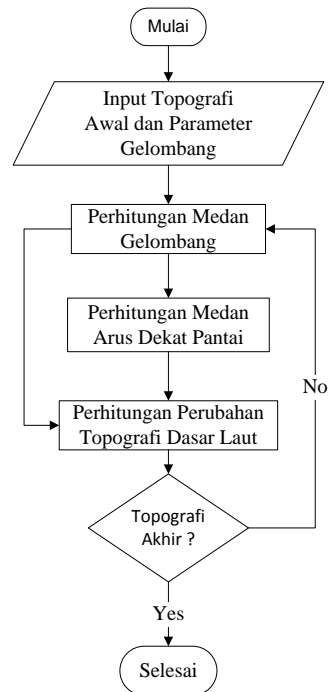 Mulai
Input Topografi
Awal dan Parameter
Gelombang
Perhitungan Medan
Gelombang
Perhitungan Medan
Arus Dekat Pantai
No
Perhitungan Perubahan
Topografi Dasar Laut
Topografi
Akhir ?
Yes
Selesai